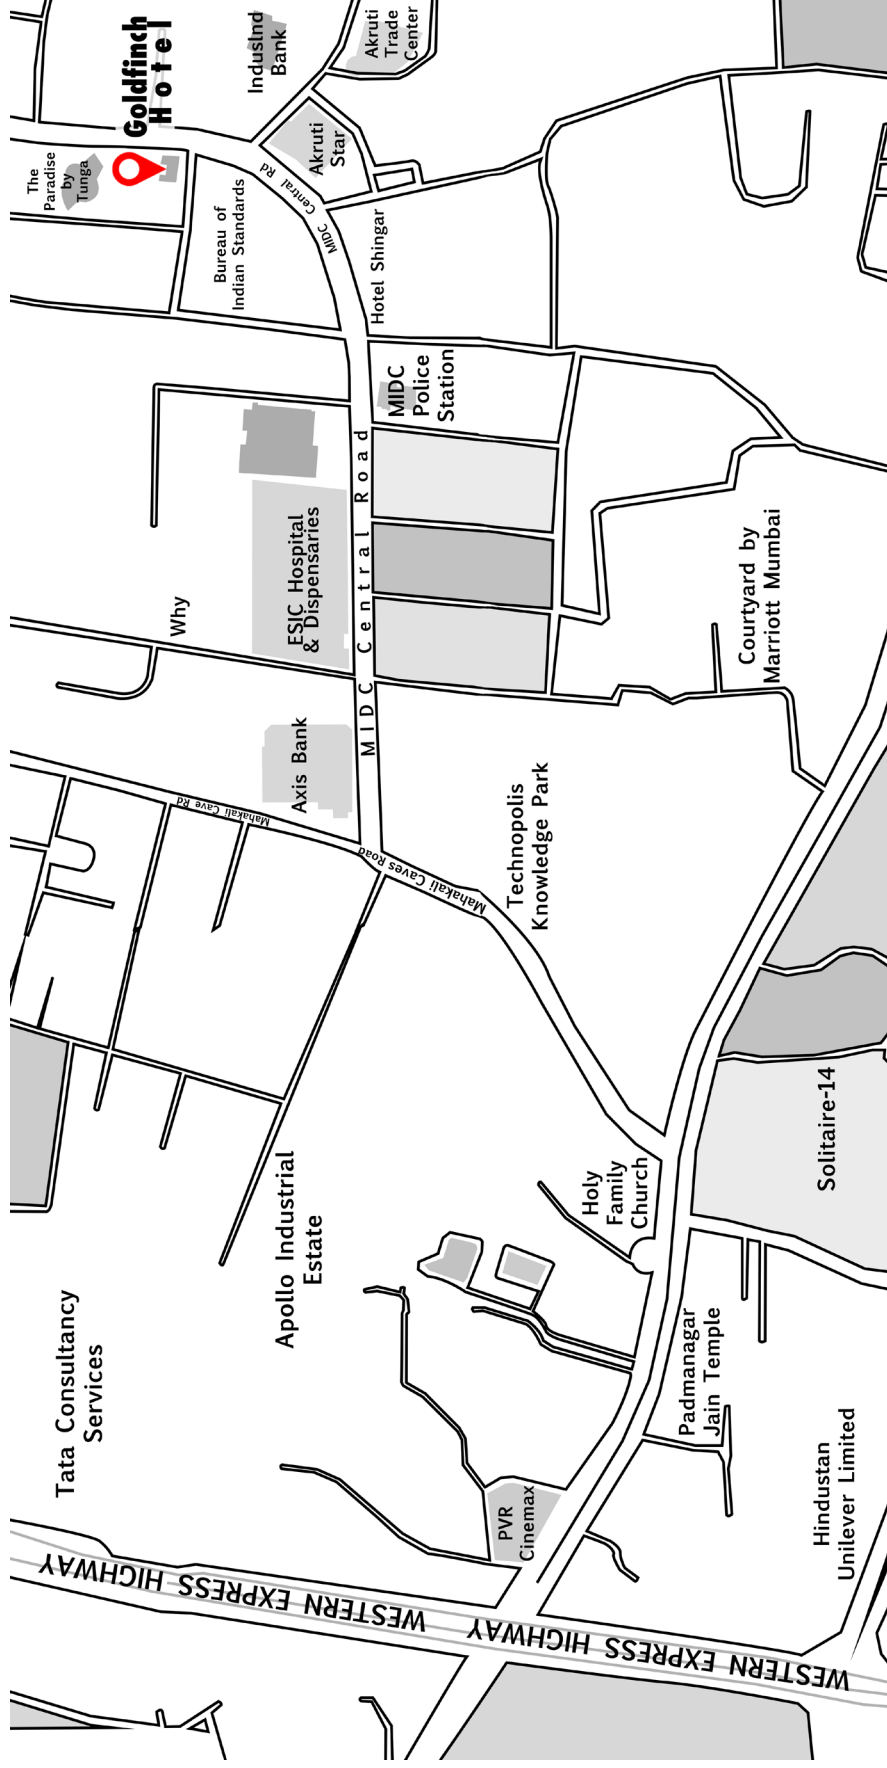 Goldfinch
Hotel
The
Paradise
by
Tunga
IndusInd
Bank
Akruti
Trade
Center
Akruti
Star
MIDC Central Rd
Bureau of
Indian Standards
Hotel Shingar
MIDC
Police
Station
MIDC Central Road
ESIC Hospital
& Dispensaries
Why
Courtyard by
Marriott Mumbai
Axis Bank
Mahakali Cave Rd
Mahakali Caves Road
Mahakali Caves
Technopolis
Knowledge Park
Solitaire-14
Holy
Family
Church
Apollo Industrial
Estate
Tata Consultancy
Services
Padmanagar
Jain Temple
Hindustan
Unilever Limited
PVR
Cinemax
WESTERN EXPRESS HIGHWAY
WESTERN EXPRESS HIGHWAY